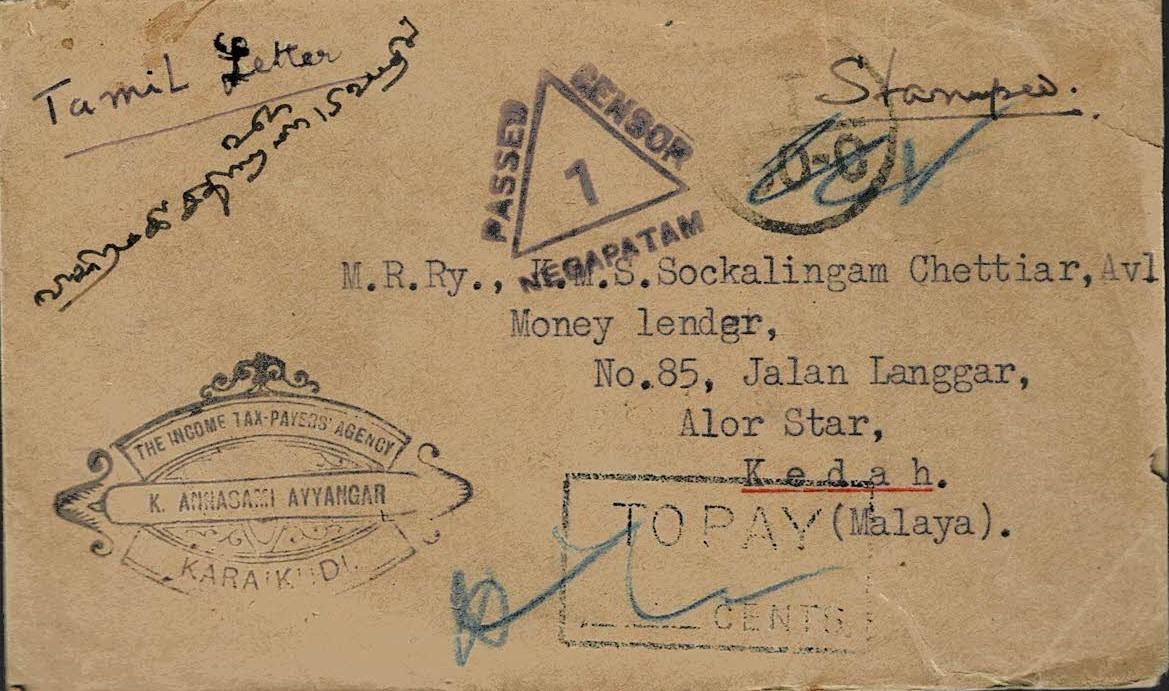 Tamil Letter
Stamped.
PASSED CENSOR
1
NEGAPATAM
M.R.Ry., K.M.S.Sockalingam Chettiar,Avl
Money lender,
No.85, Jalan Langgar,
Alor Star,
K e d a h.
(Malaya).
THE INCOME TAX-PAYERS' AGENCY
K. ANNASAMI AYYANGAR
KARAIKUDI.
TO PAY
CENTS